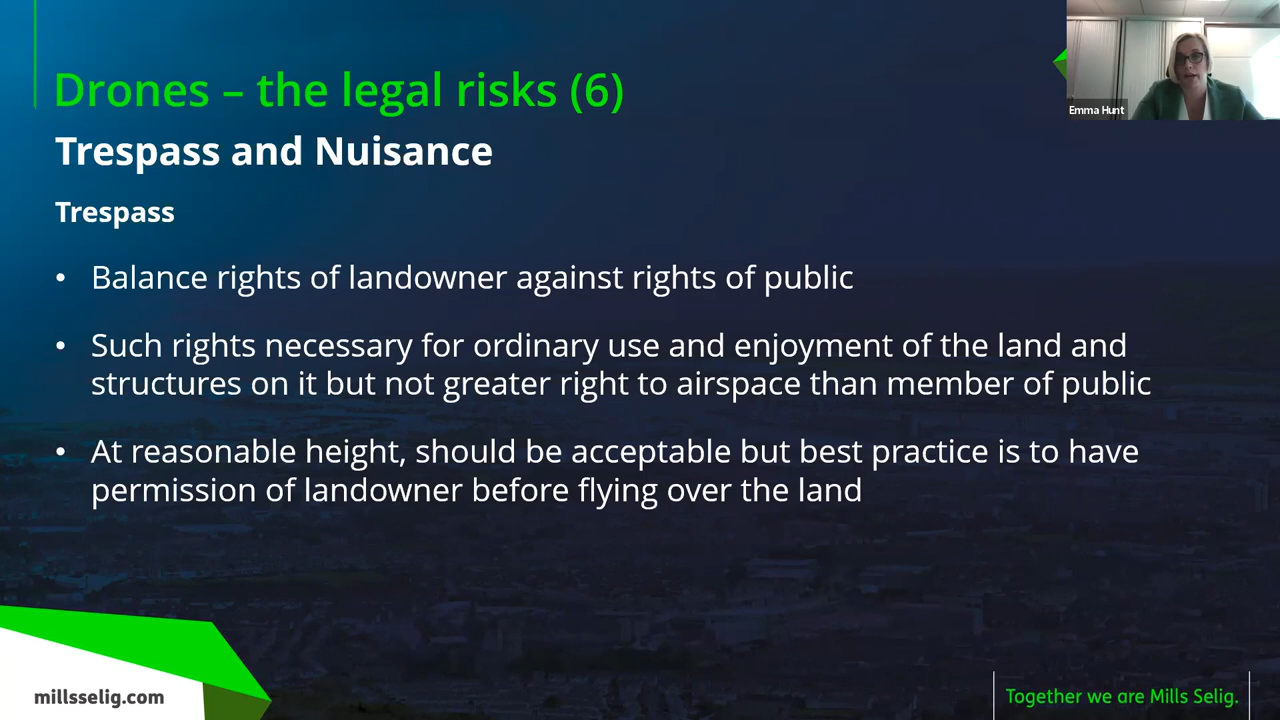 Drones – the legal risks (6)
Emma Hunt
Trespass and Nuisance
Trespass
• Balance rights of landowner against rights of public
• Such rights necessary for ordinary use and enjoyment of the land and
structures on it but not greater right to airspace than member of public
• At reasonable height, should be acceptable but best practice is to have
permission of landowner before flying over the land
millsselig.com
Together we are Mills Selig.